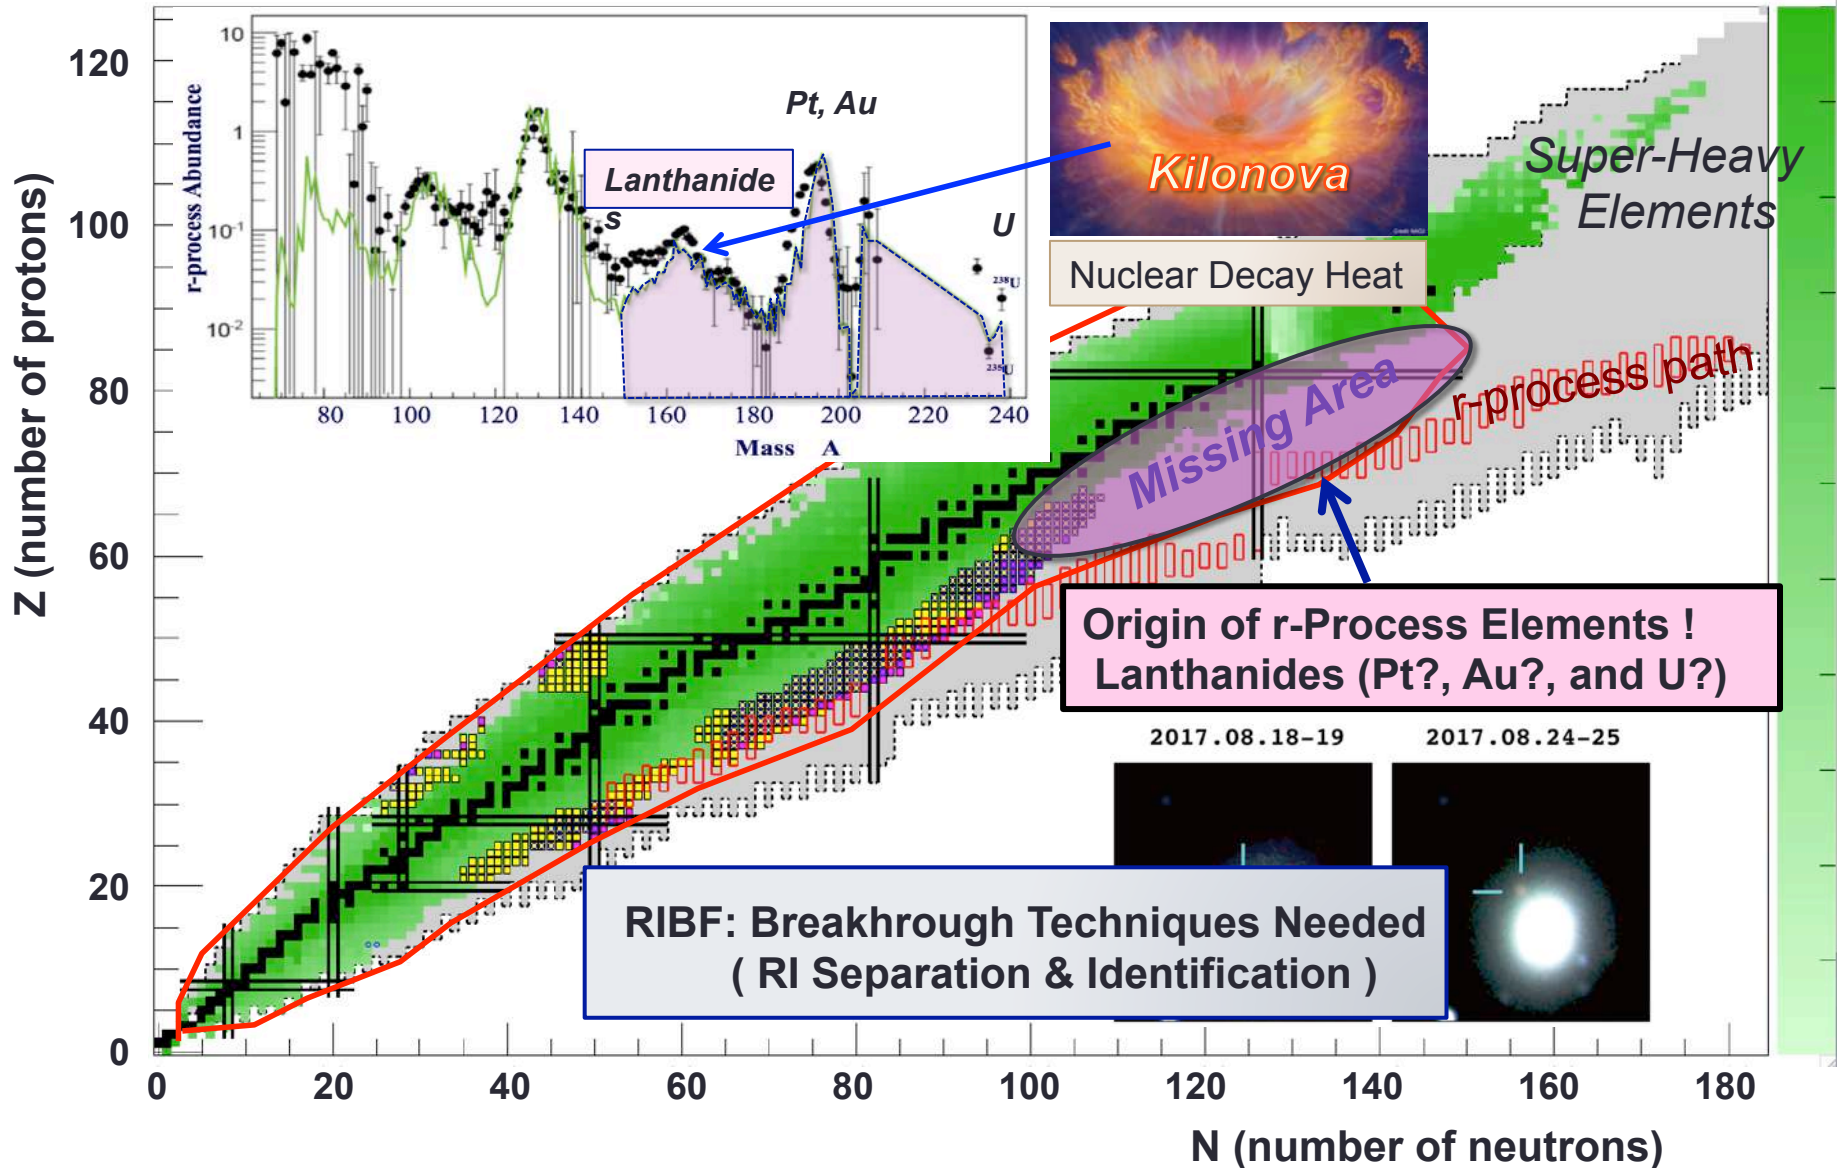 120
100
80
60
40
20
0
Z (number of protons)
0
20
40
60
80
100
120
140
160
180
N (number of neutrons)
10
1
10-1
10-2
r-process Abundance
80
100
120
140
160
180
200
220
240
Mass A
Lanthanide
s
Pt, Au
U
238U
235U
Kilonova
Nuclear Decay Heat
Super-Heavy
Elements
Missing Area
r-process path
Origin of r-Process Elements !
Lanthanides (Pt?, Au?, and U?)
2017.08.18-19
2017.08.24-25
RIBF: Breakhrough Techniques Needed
( RI Separation & Identification )